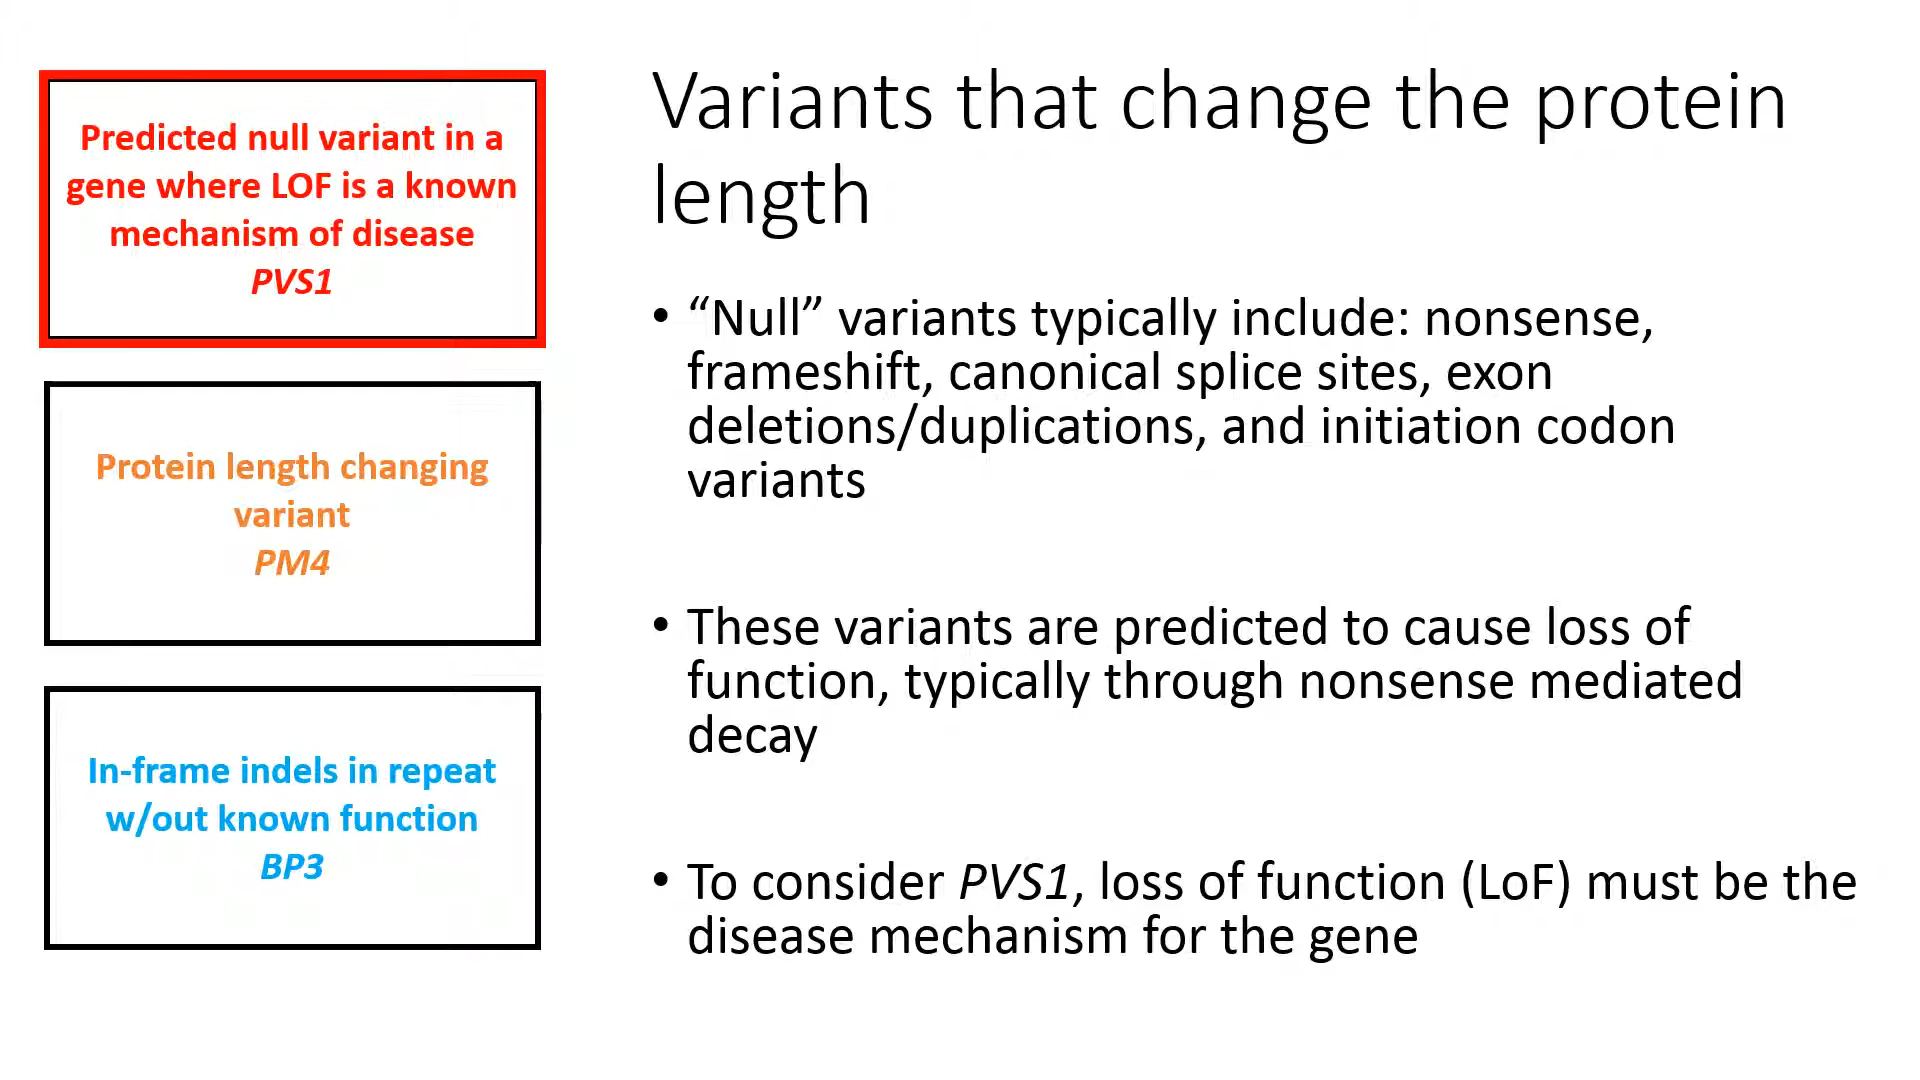 Predicted null variant in a
gene where LOF is a known
mechanism of disease
PVS1
Protein length changing
variant
PM4
In-frame indels in repeat
w/out known function
BP3
Variants that change the protein
length
• “Null” variants typically include: nonsense,
frameshift, canonical splice sites, exon
deletions/duplications, and initiation codon
variants
• These variants are predicted to cause loss of
function, typically through nonsense mediated
decay
• To consider PVS1, loss of function (LoF) must be the
disease mechanism for the gene